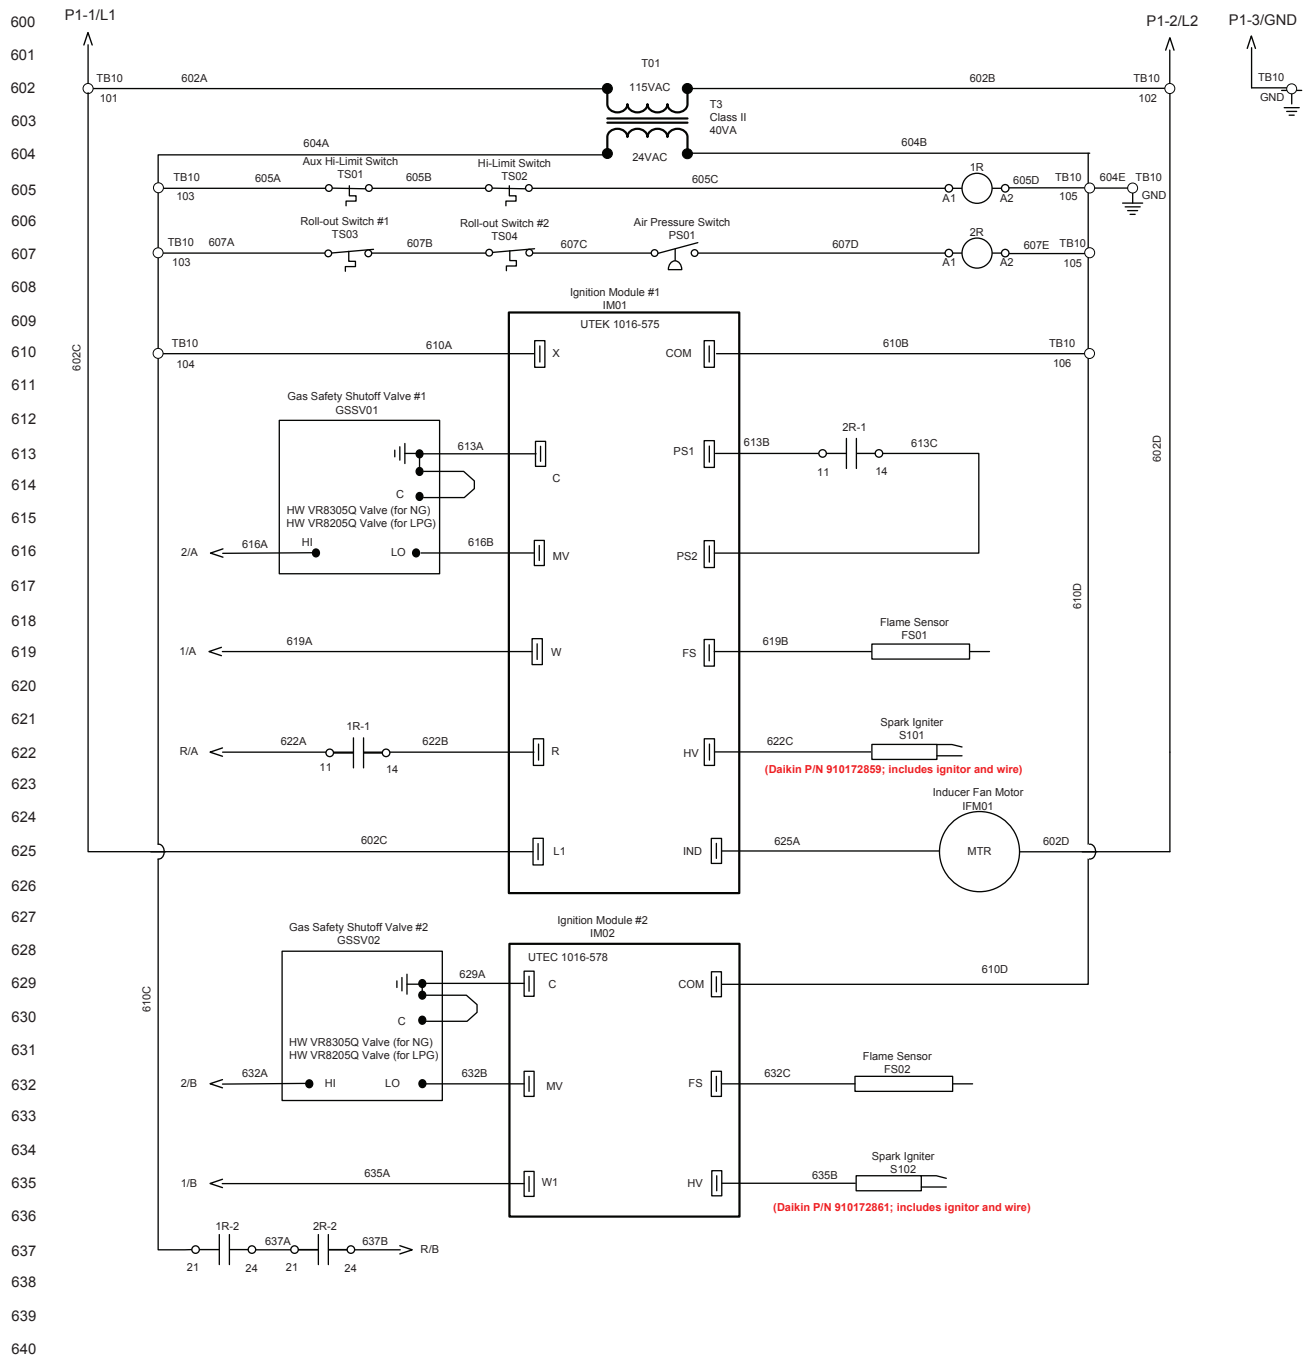 600
P1-1/L1
P1-2/L2
P1-3/GND
601
T01
602
TB10
101
602A
115VAC
602B
TB10
102
TB10
GND
603
T3
Class II
40VA
604
604A
24VAC
604B
Aux Hi-Limit Switch
TS01
Hi-Limit Switch
TS02
605
TB10
103
605A
605B
605C
1R
A1
A2
605D
TB10
105
604E
TB10
GND
606
Roll-out Switch #1
TS03
Roll-out Switch #2
TS04
Air Pressure Switch
PS01
607
TB10
103
607A
607B
607C
607D
2R
A1
A2
607E
TB10
105
608
Ignition Module #1
IM01
609
UTEK 1016-575
610
602C
TB10
104
610A
X
COM
610B
TB10
106
611
Gas Safety Shutoff Valve #1
GSSV01
612
613
613A
C
PS1
613B
2R-1
11
14
613C
602D
614
C
615
HW VR8305Q Valve (for NG)
HW VR8205Q Valve (for LPG)
616
2/A
616A
HI
LO
616B
MV
PS2
617
610D
618
Flame Sensor
FS01
619
1/A
619A
W
FS
619B
620
621
1R-1
Spark Igniter
S101
622
R/A
622A
11
14
622B
R
HV
622C
(Daikin P/N 910172859; includes ignitor and wire)
623
Inducer Fan Motor
IFM01
624
625
602C
L1
IND
625A
MTR
602D
626
627
Gas Safety Shutoff Valve #2
GSSV02
Ignition Module #2
IM02
628
UTEC 1016-578
629
610C
629A
C
COM
610D
630
C
631
HW VR8305Q Valve (for NG)
HW VR8205Q Valve (for LPG)
Flame Sensor
FS02
632
2/B
632A
HI
LO
632B
MV
FS
632C
633
634
Spark Igniter
S102
635
1/B
635A
W1
HV
635B
(Daikin P/N 910172861; includes ignitor and wire)
636
1R-2
2R-2
637
21
24
637A
21
24
637B
R/B
638
639
640